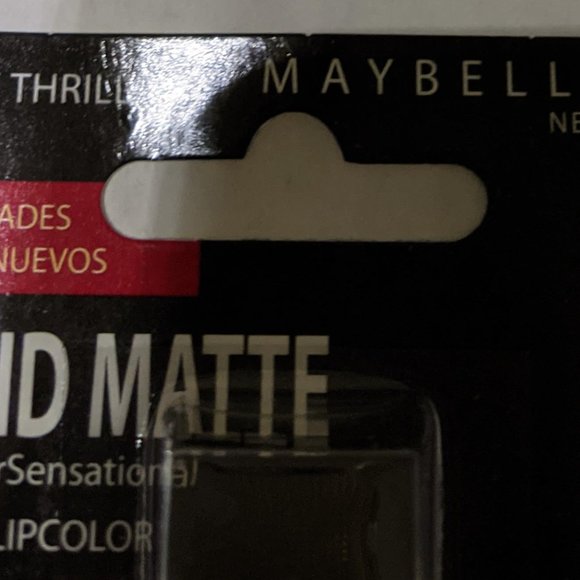 THRILL
MAYBELL
NE
ADES
NUEVOS
ID MATTE
rSensational
LIPCOLOR